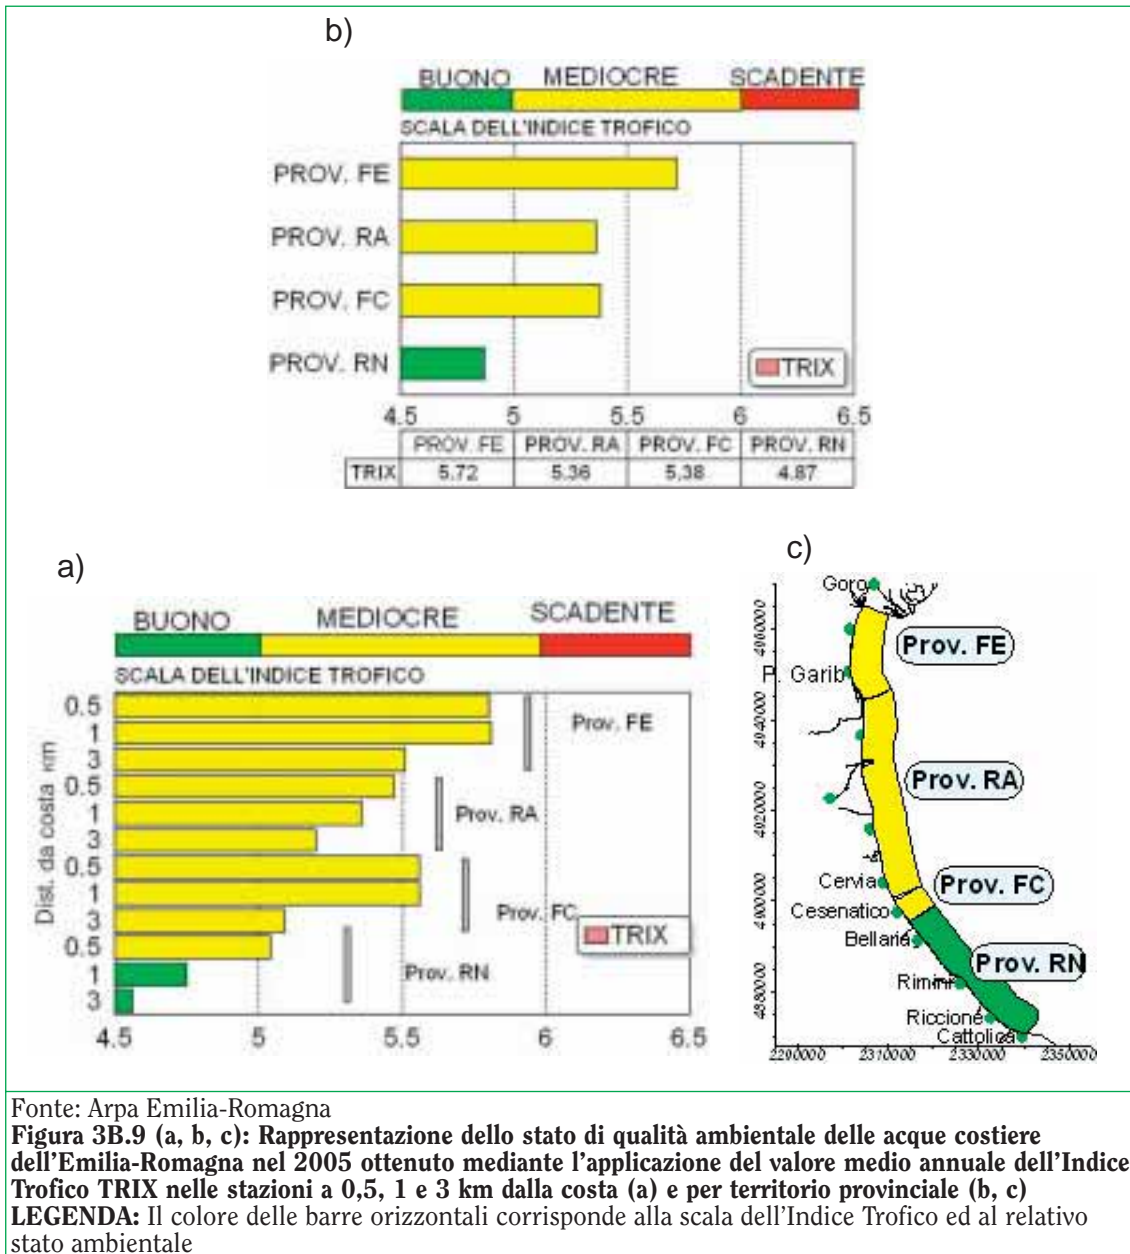 b)
BUONO MEDIOCRE SCADENTE
SCALA DELL'INDICE TROFICO
PROV. FE
PROV. RA
PROV. FC
PROV. RN
TRIX
4.5 5 5.5 6 6.5
PROV. FE PROV. RA PROV. FC PROV. RN
TRIX 5.72 5.36 5.38 4.87
a)
BUONO MEDIOCRE SCADENTE
SCALA DELL'INDICE TROFICO
Dist. da costa км
0.5
1
3
0.5
1
3
0.5
1
3
0.5
1
3
Prov. FE
Prov. RA
Prov. FC
Prov. RN
TRIX
4.5 5 5.5 6 6.5
c)
Goro
P. Garib
Cervia
Cesenatico
Bellaria
Rimini
Riccione
Cattolica
Prov. FE
Prov. RA
Prov. FC
Prov. RN
4960000
4940000
4920000
4900000
4880000
2290000 2310000 2330000 2350000
Fonte: Arpa Emilia-Romagna
Figura 3B.9 (a, b, c): Rappresentazione dello stato di qualità ambientale delle acque costiere
dell'Emilia-Romagna nel 2005 ottenuto mediante l'applicazione del valore medio annuale dell'Indice
Trofico TRIX nelle stazioni a 0,5, 1 e 3 km dalla costa (a) e per territorio provinciale (b, c)
LEGENDA: Il colore delle barre orizzontali corrisponde alla scala dell'Indice Trofico ed al relativo
stato ambientale